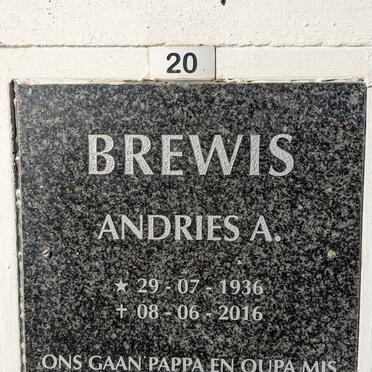 20
BREWIS
ANDRIES A.
★ 29 - 07 - 1936
✝ 08 - 06 - 2016
ONS GAAN PAPPA EN OUPA MIS